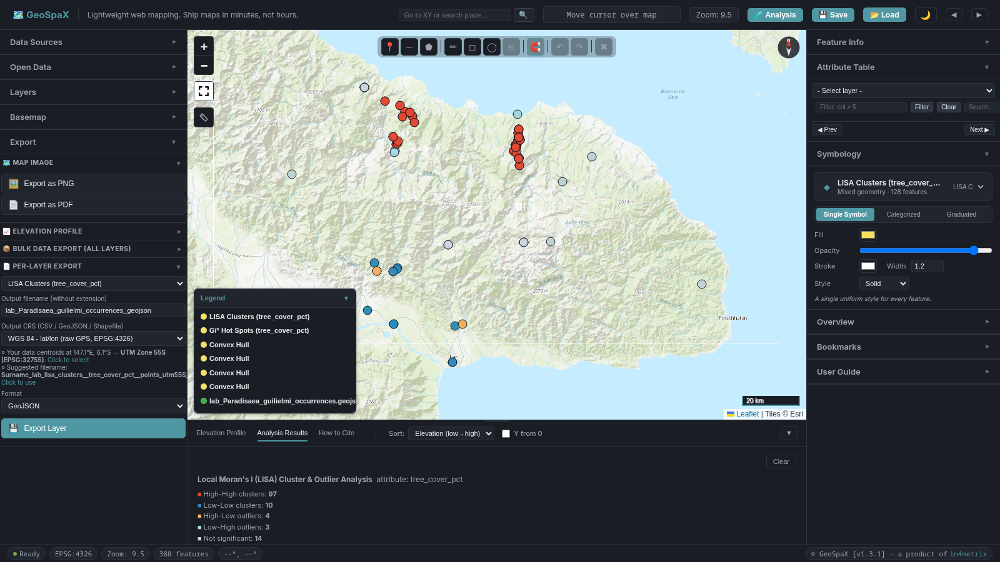 🗺️ GeoSpaX
Lightweight web mapping. Ship maps in minutes, not hours.
Go to XY or search place…
Move cursor over map
Zoom: 9.5
Analysis
Save
Load
Data Sources
Open Data
Layers
Basemap
Export
MAP IMAGE
Export as PNG
Export as PDF
ELEVATION PROFILE
BULK DATA EXPORT (ALL LAYERS)
PER-LAYER EXPORT
LISA Clusters (tree_cover_pct)
Output filename (without extension)
lab_Paradisaea_guilielmi_occurrences_geojson
Output CRS (CSV / GeoJSON / Shapefile)
WGS 84 - lat/lon (raw GPS, EPSG:4326)
» Your data centroids at 147.1°E, 6.1°S → UTM Zone 55S
(EPSG:32755). Click to select
» Suggested filename:
Surname_lab_lisa_clusters__tree_cover_pct__points_utm55S_
Click to use
Format
GeoJSON
Export Layer
+
−
N
3657 m
4106 m
3941 m
Bismarck
Sea
636 m
4025 m
4140 m
2574 m
Highlands Highway
2579 m
1542 m
Finschhafen
2766 m
20 km
Leaflet | Tiles © Esri
Legend
LISA Clusters (tree_cover_pct)
Gi* Hot Spots (tree_cover_pct)
Convex Hull
Convex Hull
Convex Hull
Convex Hull
lab_Paradisaea_guilielmi_occurrences.geojs
Elevation Profile
Analysis Results
How to Cite
Sort:
Elevation (low→high)
Y from 0
Clear
Local Moran's I (LISA) Cluster & Outlier Analysis attribute: tree_cover_pct
High-High clusters: 97
Low-Low clusters: 10
High-Low outliers: 4
Low-High outliers: 3
Not significant: 14
Feature Info
Attribute Table
- Select layer -
Filter: col > 5
Filter
Clear
Search...
◀ Prev
Next ▶
Symbology
LISA Clusters (tree_cover_...
LISA C
Mixed geometry · 128 features
Single Symbol
Categorized
Graduated
Fill
Opacity
Stroke
Width
1.2
Style
Solid
A single uniform style for every feature.
Overview
Bookmarks
User Guide
Ready
EPSG:4326
Zoom: 9.5
388 features
--°, --°
© GeoSpaX [v1.3.1] - a product of in4metrix